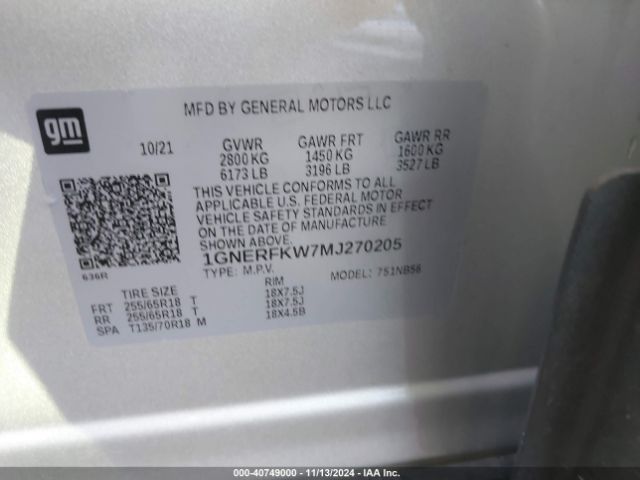 gm
MFD BY GENERAL MOTORS LLC
10/21 GVWR GAWR FRT GAWR RR
2800 KG 1450 KG 1600 KG
6173 LB 3196 LB 3527 LB
THIS VEHICLE CONFORMS TO ALL
APPLICABLE U.S. FEDERAL MOTOR
VEHICLE SAFETY STANDARDS IN EFFECT
ON THE DATE OF MANUFACTURE
SHOWN ABOVE.
1GNERFKW7MJ270205
636R
TYPE: M.P.V. MODEL: 751NB56
TIRE SIZE RIM
FRT 255/65R18 T 18X7.5J
RR 255/65R18 T 18X7.5J
SPA T135/70R18 M 18X4.5B
000-40749000 - 11/13/2024 - IAA Inc.